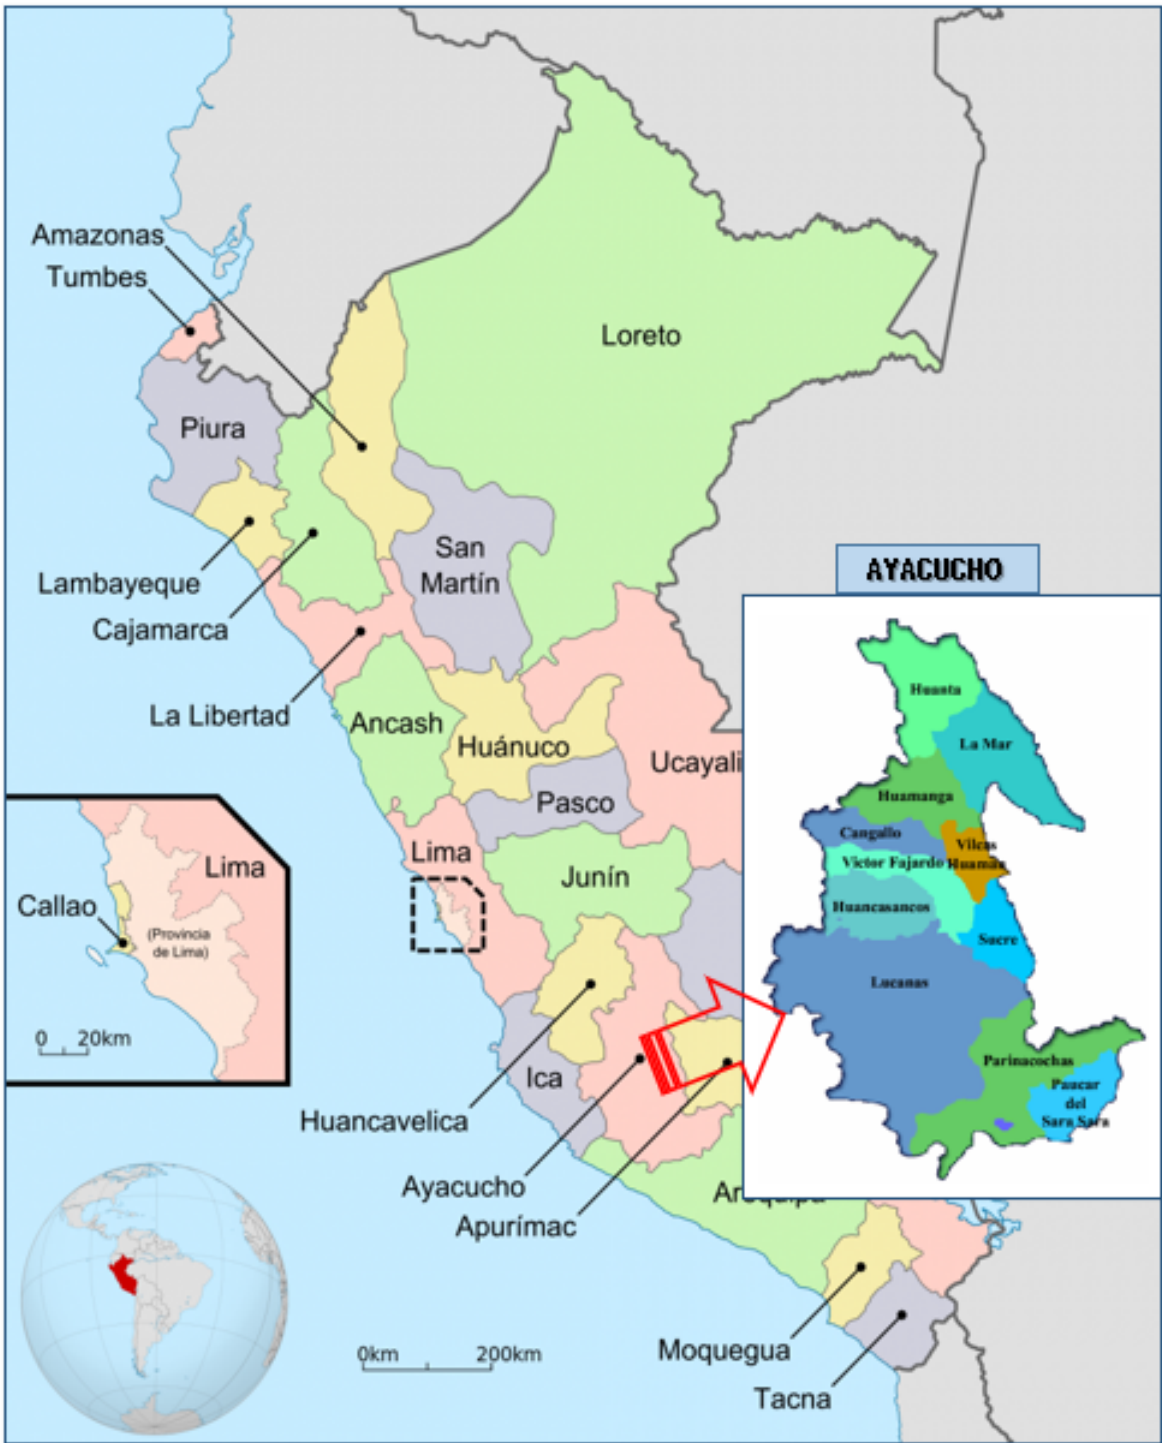 Amazonas
Tumbes
Loreto
Piura
San
Martín
AYACUCHO
Lambayeque
Cajamarca
Huanta
La Libertad
Ancash
Huánuco
La Mar
Ucayali
Pasco
Huamanga
Lima
Cangallo
Vilcas
Huamán
Victor Fajardo
Lima
Junín
Callao
(Provincia
de Lima)
Huancasancos
Sucre
Lucanas
0 20km
Ica
Parinacochas
Paucar
del
Sara Sara
Huancavelica
Ayacucho
Apurímac
Arequipa
Moquegua
0km 200km
Tacna